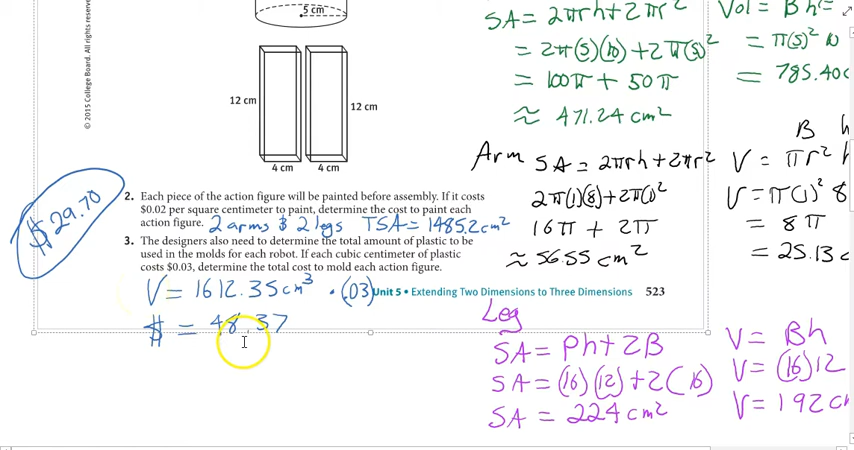 © 2015 College Board. All rights
5 cm
12 cm
12 cm
4 cm
4 cm
2. Each piece of the action figure will be painted before assembly. If it costs
$0.02 per square centimeter to paint, determine the cost to paint each
action figure. 2 arms $ 2 legs TSA = 1485.2 cm²
3. The designers also need to determine the total amount of plastic to be
used in the molds for each robot. If each cubic centimeter of plastic
costs $0.03, determine the total cost to mold each action figure.
V = 1612.35 cm³ · (.03)
$ = 48.37
$29.70
Unit 5 • Extending Two Dimensions to Three Dimensions 523
SA = 2πrh + 2πr²
= 2π(5)(10) + 2π(5)²
= 100π + 50π
≈ 471.24 cm²
Vol = Bh
= π(5)² 10
= 785.40c
Arm SA = 2πrh + 2πr²
2π(1)(8) + 2π(1)²
16π + 2π
≈ 56.55 cm²
B h
V = πr² h
V = π(1)² 8
= 8π
= 25.13 c
Leg
SA = Ph + 2B
SA = (16)(12) + 2(16)
SA = 224 cm²
V = Bh
V = (16)12
V = 192 c